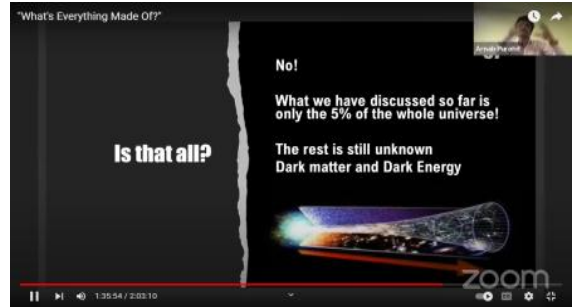 "What's Everything Made Of?"
No!
What we have discussed so far is
only the 5% of the whole universe!
Is that all?
The rest is still unknown
Dark matter and Dark Energy
zoom
1:35:54 / 2:03:10